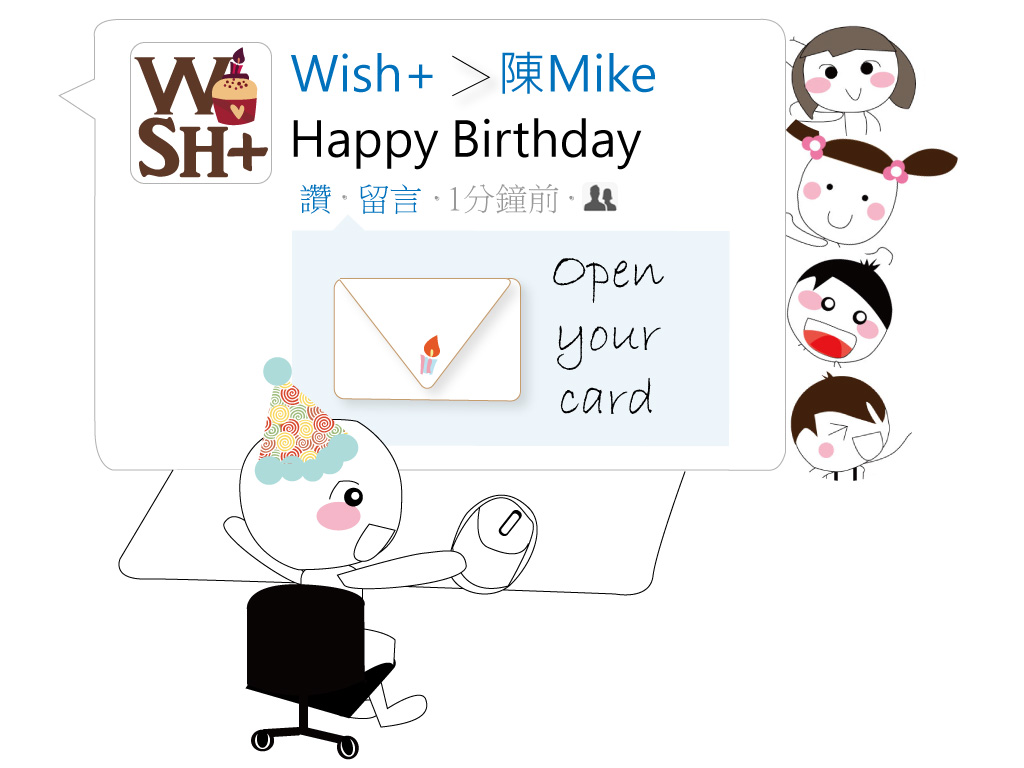 WISH+
Wish+ > 陳Mike
Happy Birthday
讚 · 留言 · 1分鐘前 ·
Open
your
card